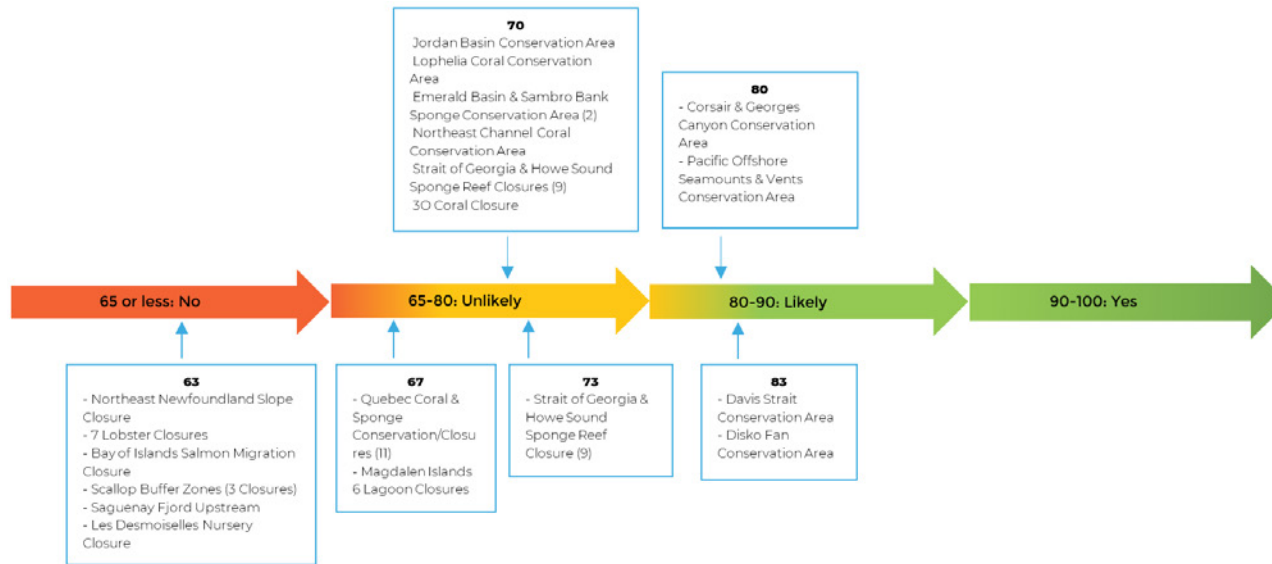 70
Jordan Basin Conservation Area
Lophelia Coral Conservation
Area
Emerald Basin & Sambro Bank
Sponge Conservation Area (2)
Northeast Channel Coral
Conservation Area
Strait of Georgia & Howe Sound
Sponge Reef Closures (9)
3O Coral Closure
80
- Corsair & Georges
Canyon Conservation
Area
- Pacific Offshore
Seamounts & Vents
Conservation Area
65 or less: No
65-80: Unlikely
80-90: Likely
90-100: Yes
63
- Northeast Newfoundland Slope
Closure
- 7 Lobster Closures
- Bay of Islands Salmon Migration
Closure
- Scallop Buffer Zones (3 Closures)
- Saguenay Fjord Upstream
- Les Desmoiselles Nursery
Closure
67
- Quebec Coral &
Sponge
Conservation/Closu
res (11)
- Magdalen Islands
6 Lagoon Closures
73
- Strait of Georgia &
Howe Sound
Sponge Reef
Closure (9)
83
- Davis Strait
Conservation Area
- Disko Fan
Conservation Area